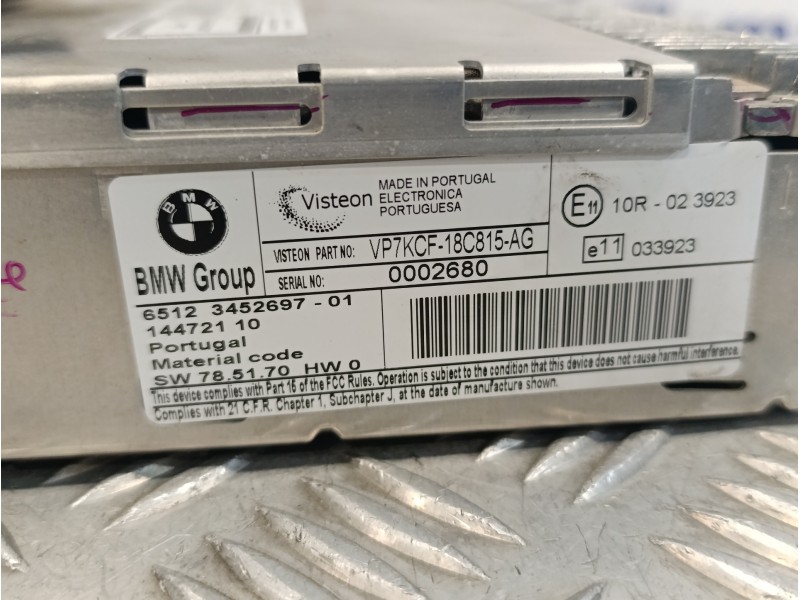 BMW
BMW Group
Visteon
MADE IN PORTUGAL
ELECTRONICA
PORTUGUESA
VISTEON PART NO: VP7KCF-18C815-AG
SERIAL NO: 0002680
E11 10R - 02 3923
e11 033923
6512 3452697 - 01
144721 10
Portugal
Material code
SW 78.51.70 HW 0
This device complies with Part 16 of the FCC Rules. Operation is subject to the condition that this device does not cause harmful interference.
Complies with 21 C.F.R. Chapter 1, Subchapter J, at the date of manufacture shown.